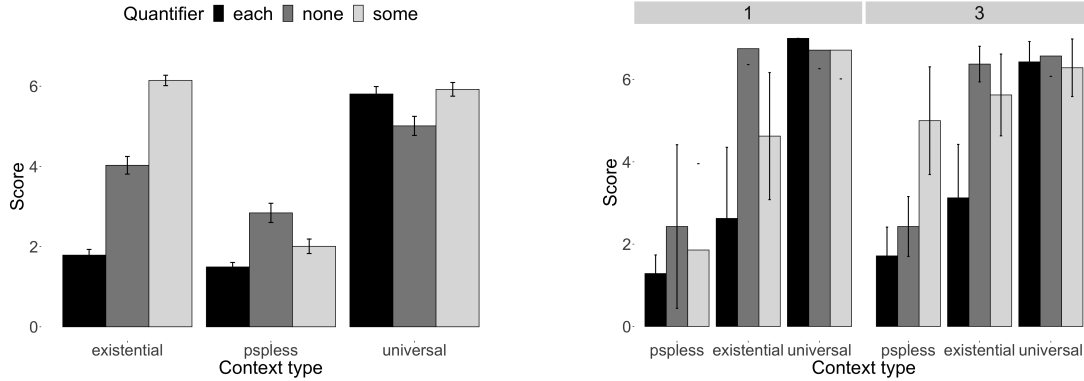 Quantifier each none some
6
4
2
0
Score
existential pspless universal
Context type
1 3
6
4
2
0
Score
pspless existential universal pspless existential universal
Context type